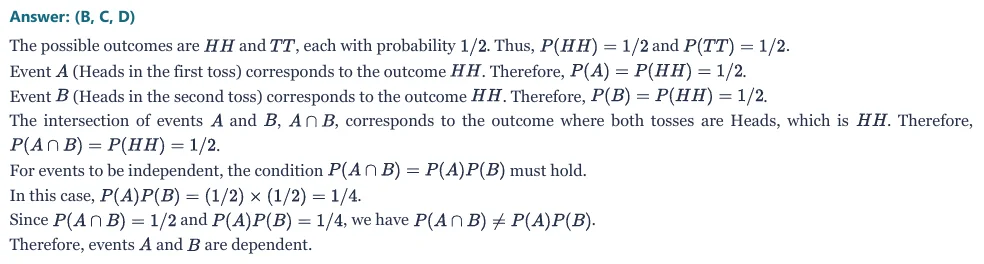 Answer: (B, C, D)
The possible outcomes are HH and TT, each with probability 1/2. Thus, P(HH) = 1/2 and P(TT) = 1/2.
Event A (Heads in the first toss) corresponds to the outcome HH. Therefore, P(A) = P(HH) = 1/2.
Event B (Heads in the second toss) corresponds to the outcome HH. Therefore, P(B) = P(HH) = 1/2.
The intersection of events A and B, A ∩ B, corresponds to the outcome where both tosses are Heads, which is HH. Therefore,
P(A ∩ B) = P(HH) = 1/2.
For events to be independent, the condition P(A ∩ B) = P(A)P(B) must hold.
In this case, P(A)P(B) = (1/2) × (1/2) = 1/4.
Since P(A ∩ B) = 1/2 and P(A)P(B) = 1/4, we have P(A ∩ B) ≠ P(A)P(B).
Therefore, events A and B are dependent.